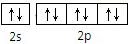 ↑↓ ↑↓ ↑↓ ↑↓
2s 2p